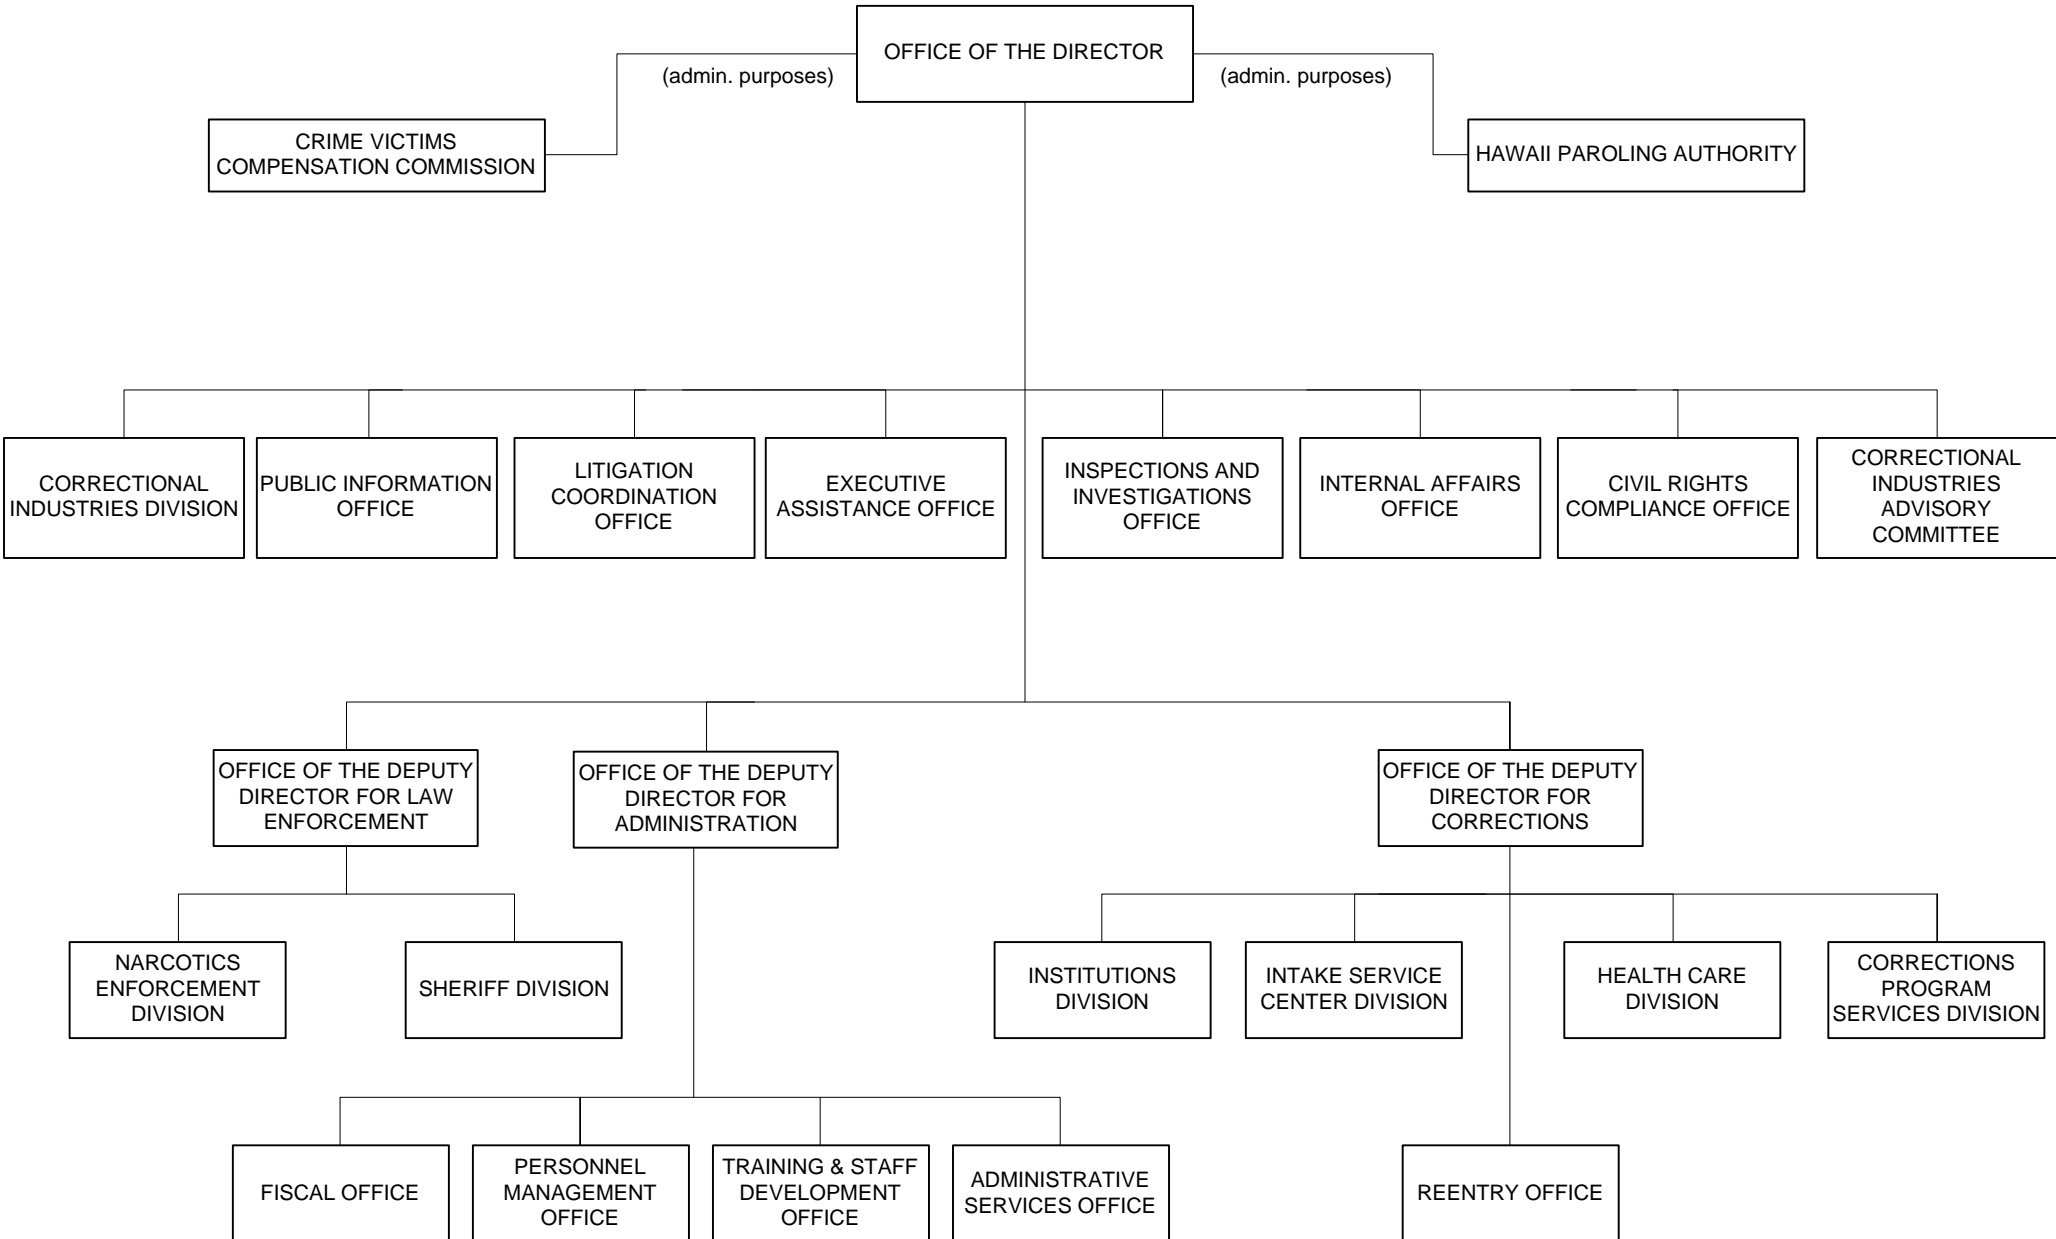 OFFICE OF THE DIRECTOR
(admin. purposes)
(admin. purposes)
CRIME VICTIMS
COMPENSATION COMMISSION
HAWAII PAROLING AUTHORITY
CORRECTIONAL
INDUSTRIES DIVISION
PUBLIC INFORMATION
OFFICE
LITIGATION
COORDINATION
OFFICE
EXECUTIVE
ASSISTANCE OFFICE
INSPECTIONS AND
INVESTIGATIONS
OFFICE
INTERNAL AFFAIRS
OFFICE
CIVIL RIGHTS
COMPLIANCE OFFICE
CORRECTIONAL
INDUSTRIES
ADVISORY
COMMITTEE
OFFICE OF THE DEPUTY
DIRECTOR FOR LAW
ENFORCEMENT
OFFICE OF THE DEPUTY
DIRECTOR FOR
ADMINISTRATION
OFFICE OF THE DEPUTY
DIRECTOR FOR
CORRECTIONS
NARCOTICS
ENFORCEMENT
DIVISION
SHERIFF DIVISION
INSTITUTIONS
DIVISION
INTAKE SERVICE
CENTER DIVISION
HEALTH CARE
DIVISION
CORRECTIONS
PROGRAM
SERVICES DIVISION
FISCAL OFFICE
PERSONNEL
MANAGEMENT
OFFICE
TRAINING & STAFF
DEVELOPMENT
OFFICE
ADMINISTRATIVE
SERVICES OFFICE
REENTRY OFFICE